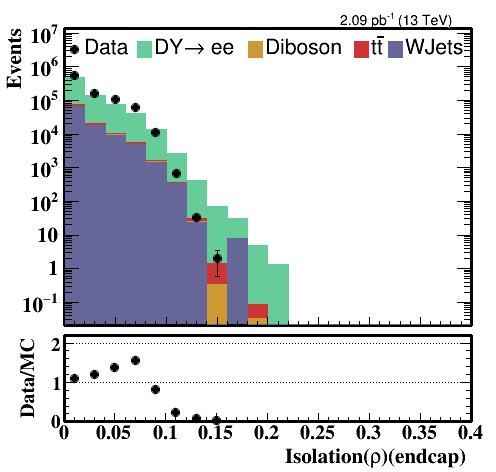 2.09 pb⁻¹ (13 TeV)
Events
Data DY→ ee Diboson tt̄ WJets
10⁷
10⁶
10⁵
10⁴
10³
10²
10
1
10⁻¹
Data/MC
2
1
0
0 0.05 0.1 0.15 0.2 0.25 0.3 0.35 0.4
Isolation(ρ)(endcap)